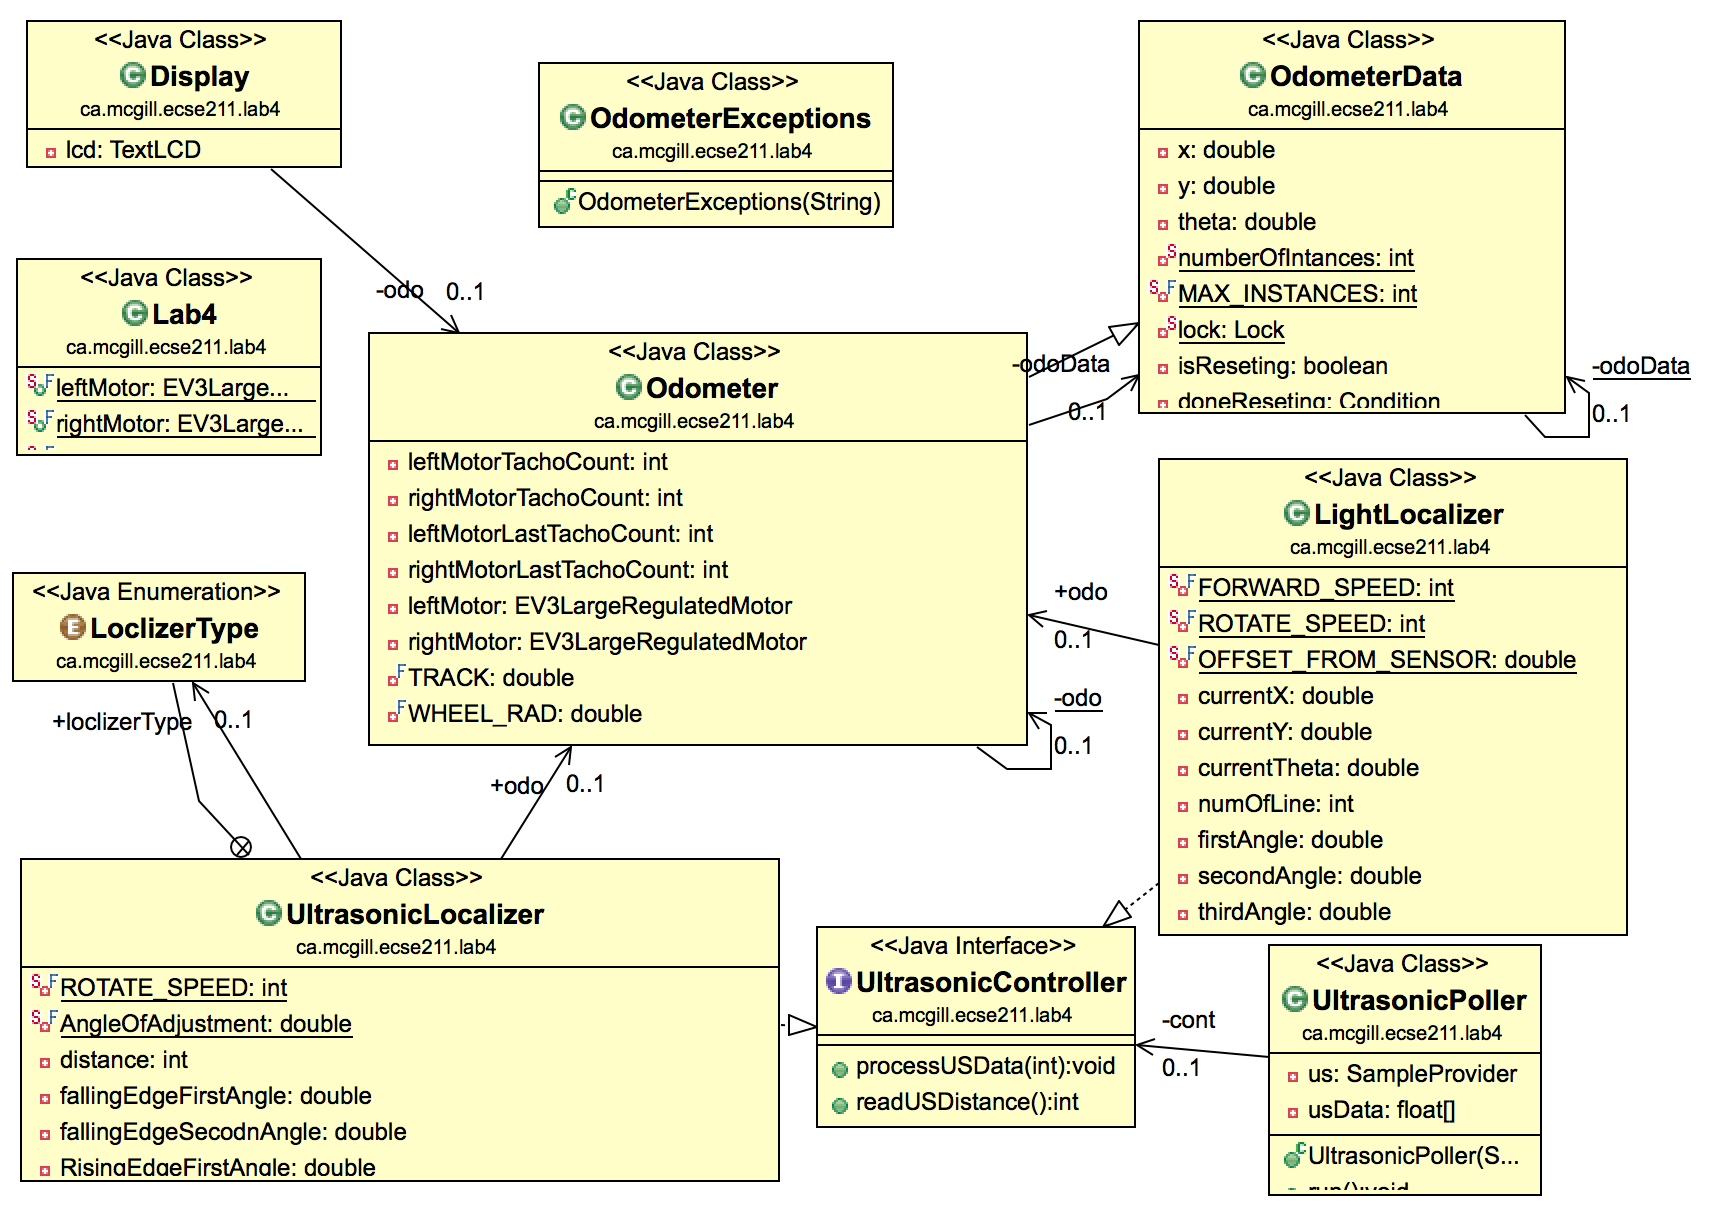 <<Java Class>>
Display
ca.mcgill.ecse211.lab4
lcd: TextLCD
<<Java Class>>
OdometerExceptions
ca.mcgill.ecse211.lab4
OdometerExceptions(String)
<<Java Class>>
OdometerData
ca.mcgill.ecse211.lab4
x: double
y: double
theta: double
numberOfIntances: int
MAX_INSTANCES: int
lock: Lock
isReseting: boolean
doneReseting: Condition
-odoData
0..1
<<Java Class>>
Lab4
ca.mcgill.ecse211.lab4
leftMotor: EV3Large...
rightMotor: EV3Large...
-odo 0..1
<<Java Class>>
Odometer
ca.mcgill.ecse211.lab4
leftMotorTachoCount: int
rightMotorTachoCount: int
leftMotorLastTachoCount: int
rightMotorLastTachoCount: int
leftMotor: EV3LargeRegulatedMotor
rightMotor: EV3LargeRegulatedMotor
TRACK: double
WHEEL_RAD: double
-odoData
0..1
+odo
0..1
-odo
0..1
<<Java Class>>
LightLocalizer
ca.mcgill.ecse211.lab4
FORWARD_SPEED: int
ROTATE_SPEED: int
OFFSET_FROM_SENSOR: double
currentX: double
currentY: double
currentTheta: double
numOfLine: int
firstAngle: double
secondAngle: double
thirdAngle: double
<<Java Enumeration>>
LoclizerType
ca.mcgill.ecse211.lab4
+loclizerType 0..1
+odo 0..1
<<Java Class>>
UltrasonicLocalizer
ca.mcgill.ecse211.lab4
ROTATE_SPEED: int
AngleOfAdjustment: double
distance: int
fallingEdgeFirstAngle: double
fallingEdgeSecodnAngle: double
RisingEdgeFirstAngle: double
<<Java Interface>>
UltrasonicController
ca.mcgill.ecse211.lab4
processUSData(int):void
readUSDistance():int
-cont
0..1
<<Java Class>>
UltrasonicPoller
ca.mcgill.ecse211.lab4
us: SampleProvider
usData: float[]
UltrasonicPoller(S...
run():void